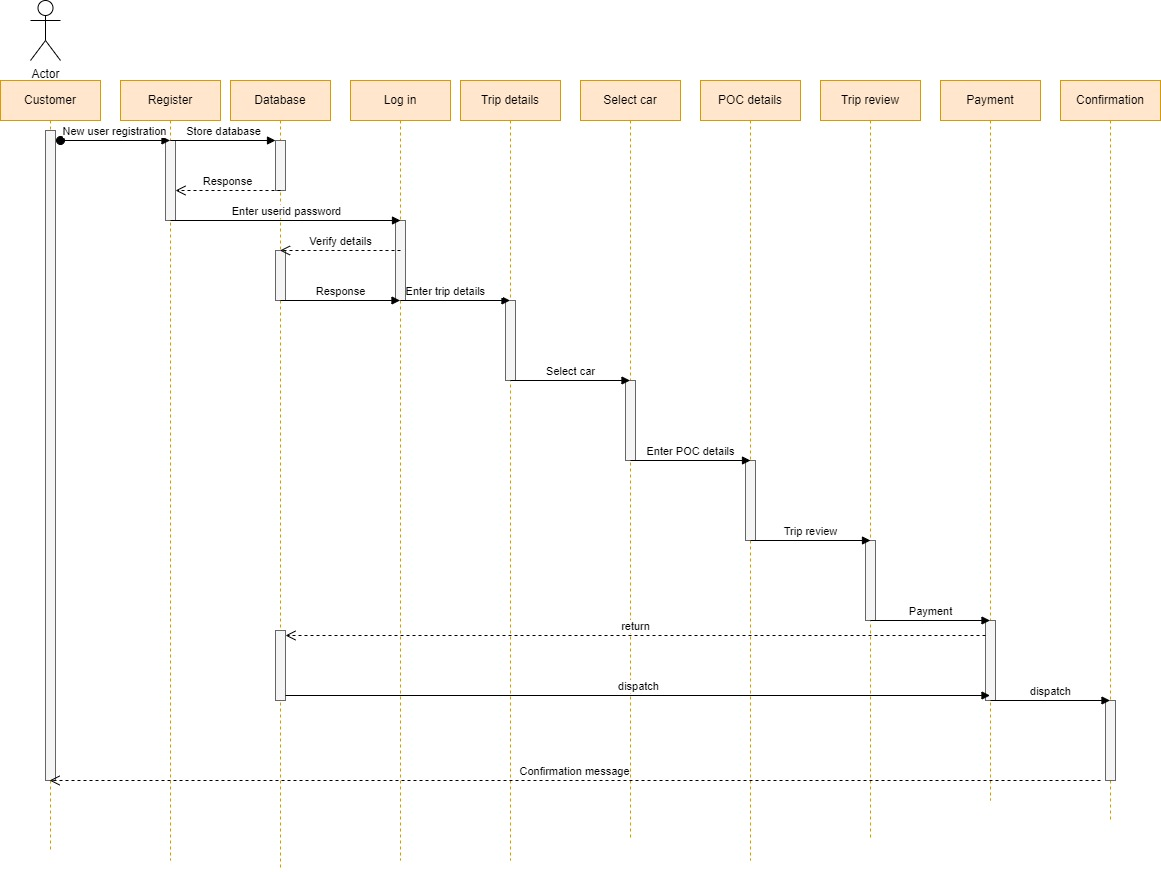 Actor
Customer
Register
Database
Log in
Trip details
Select car
POC details
Trip review
Payment
Confirmation
New user registration
Store database
Response
Enter userid password
Verify details
Response
Enter trip details
Select car
Enter POC details
Trip review
Payment
return
dispatch
dispatch
Confirmation message